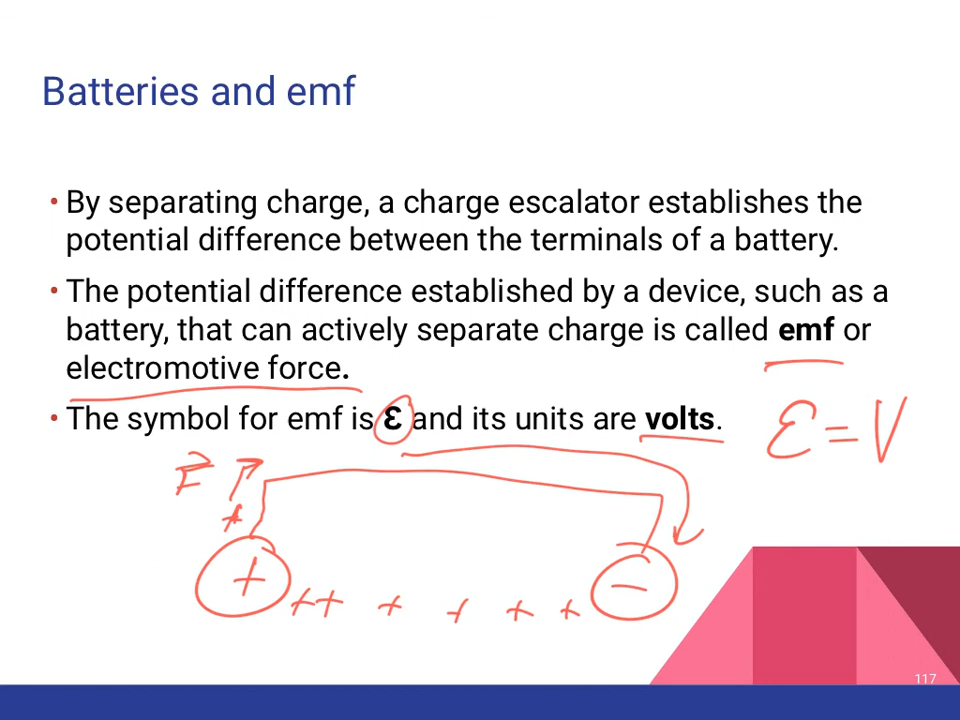 Batteries and emf
• By separating charge, a charge escalator establishes the
potential difference between the terminals of a battery.
• The potential difference established by a device, such as a
battery, that can actively separate charge is called emf or
electromotive force.
• The symbol for emf is Ɛ and its units are volts.
Ɛ = V
F
+
+ −
+ + + + + +
117